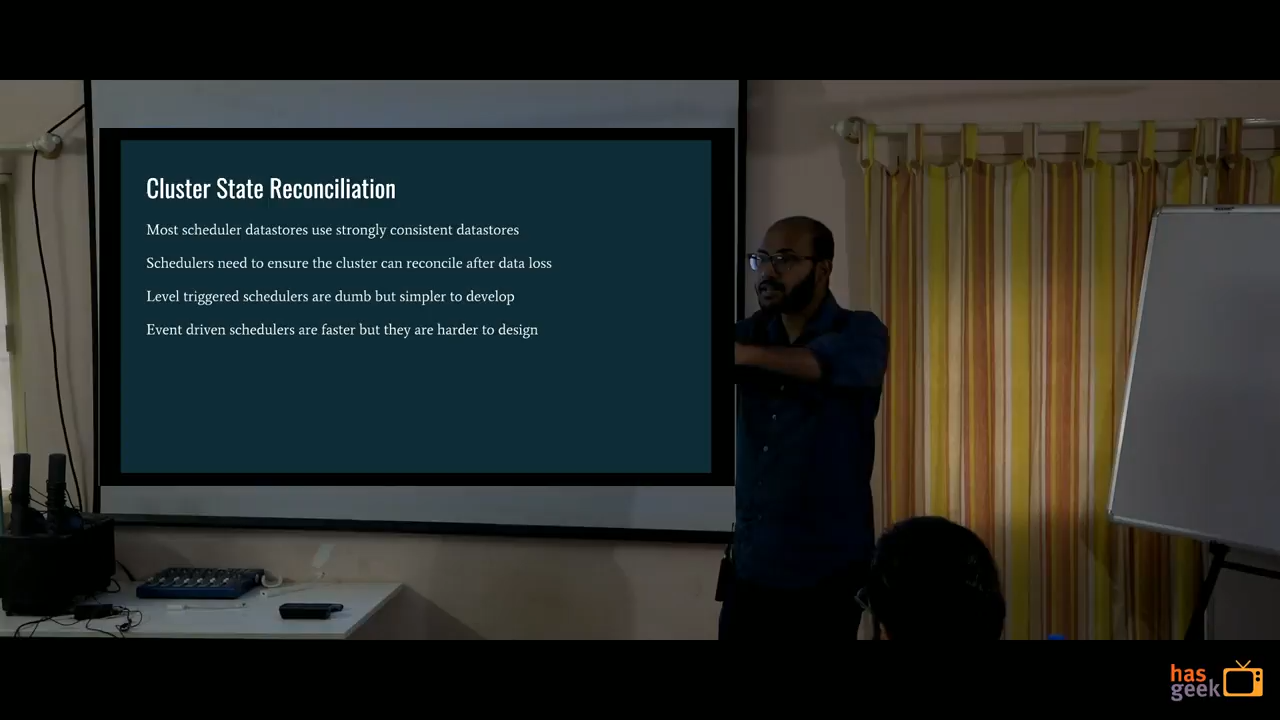 Cluster State Reconciliation
Most scheduler datastores use strongly consistent datastores
Schedulers need to ensure the cluster can reconcile after data loss
Level triggered schedulers are dumb but simpler to develop
Event driven schedulers are faster but they are harder to design
has
geek